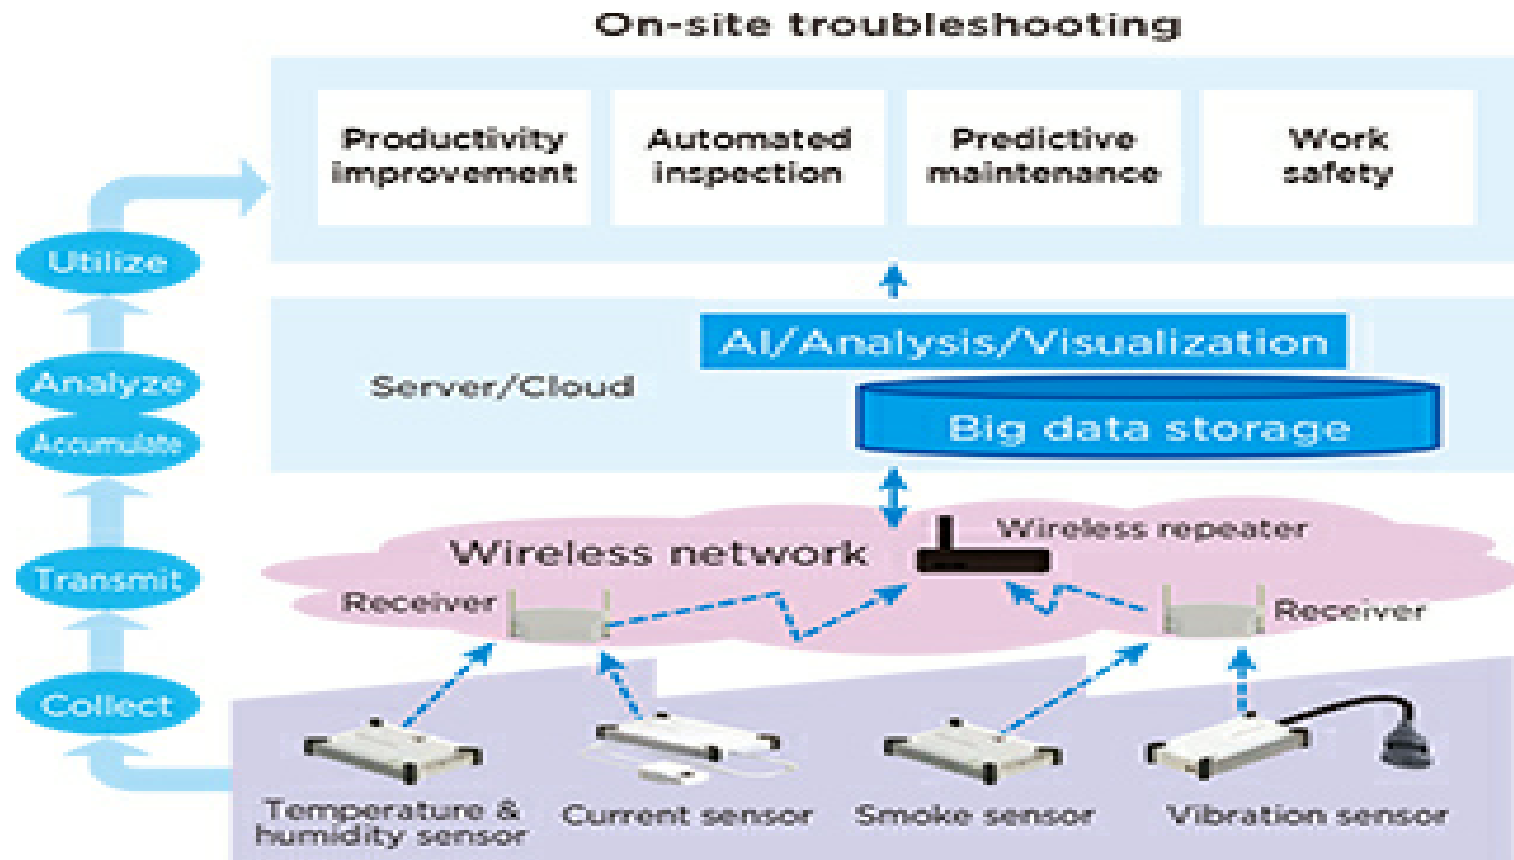 On-site troubleshooting
Productivity
improvement
Automated
inspection
Predictive
maintenance
Work
safety
Utilize
Analyze
Accumulate
Transmit
Collect
AI/Analysis/Visualization
Server/Cloud
Big data storage
Wireless network
Wireless repeater
Receiver
Receiver
Temperature &
humidity sensor
Current sensor
Smoke sensor
Vibration sensor